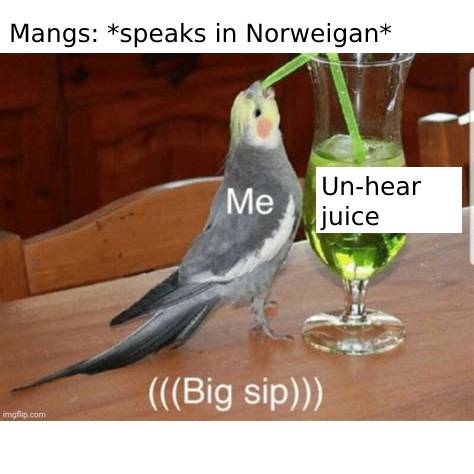 Mangs: *speaks in Norweigan*
Me
Un-hear
juice
(((Big sip)))
imgflip.com